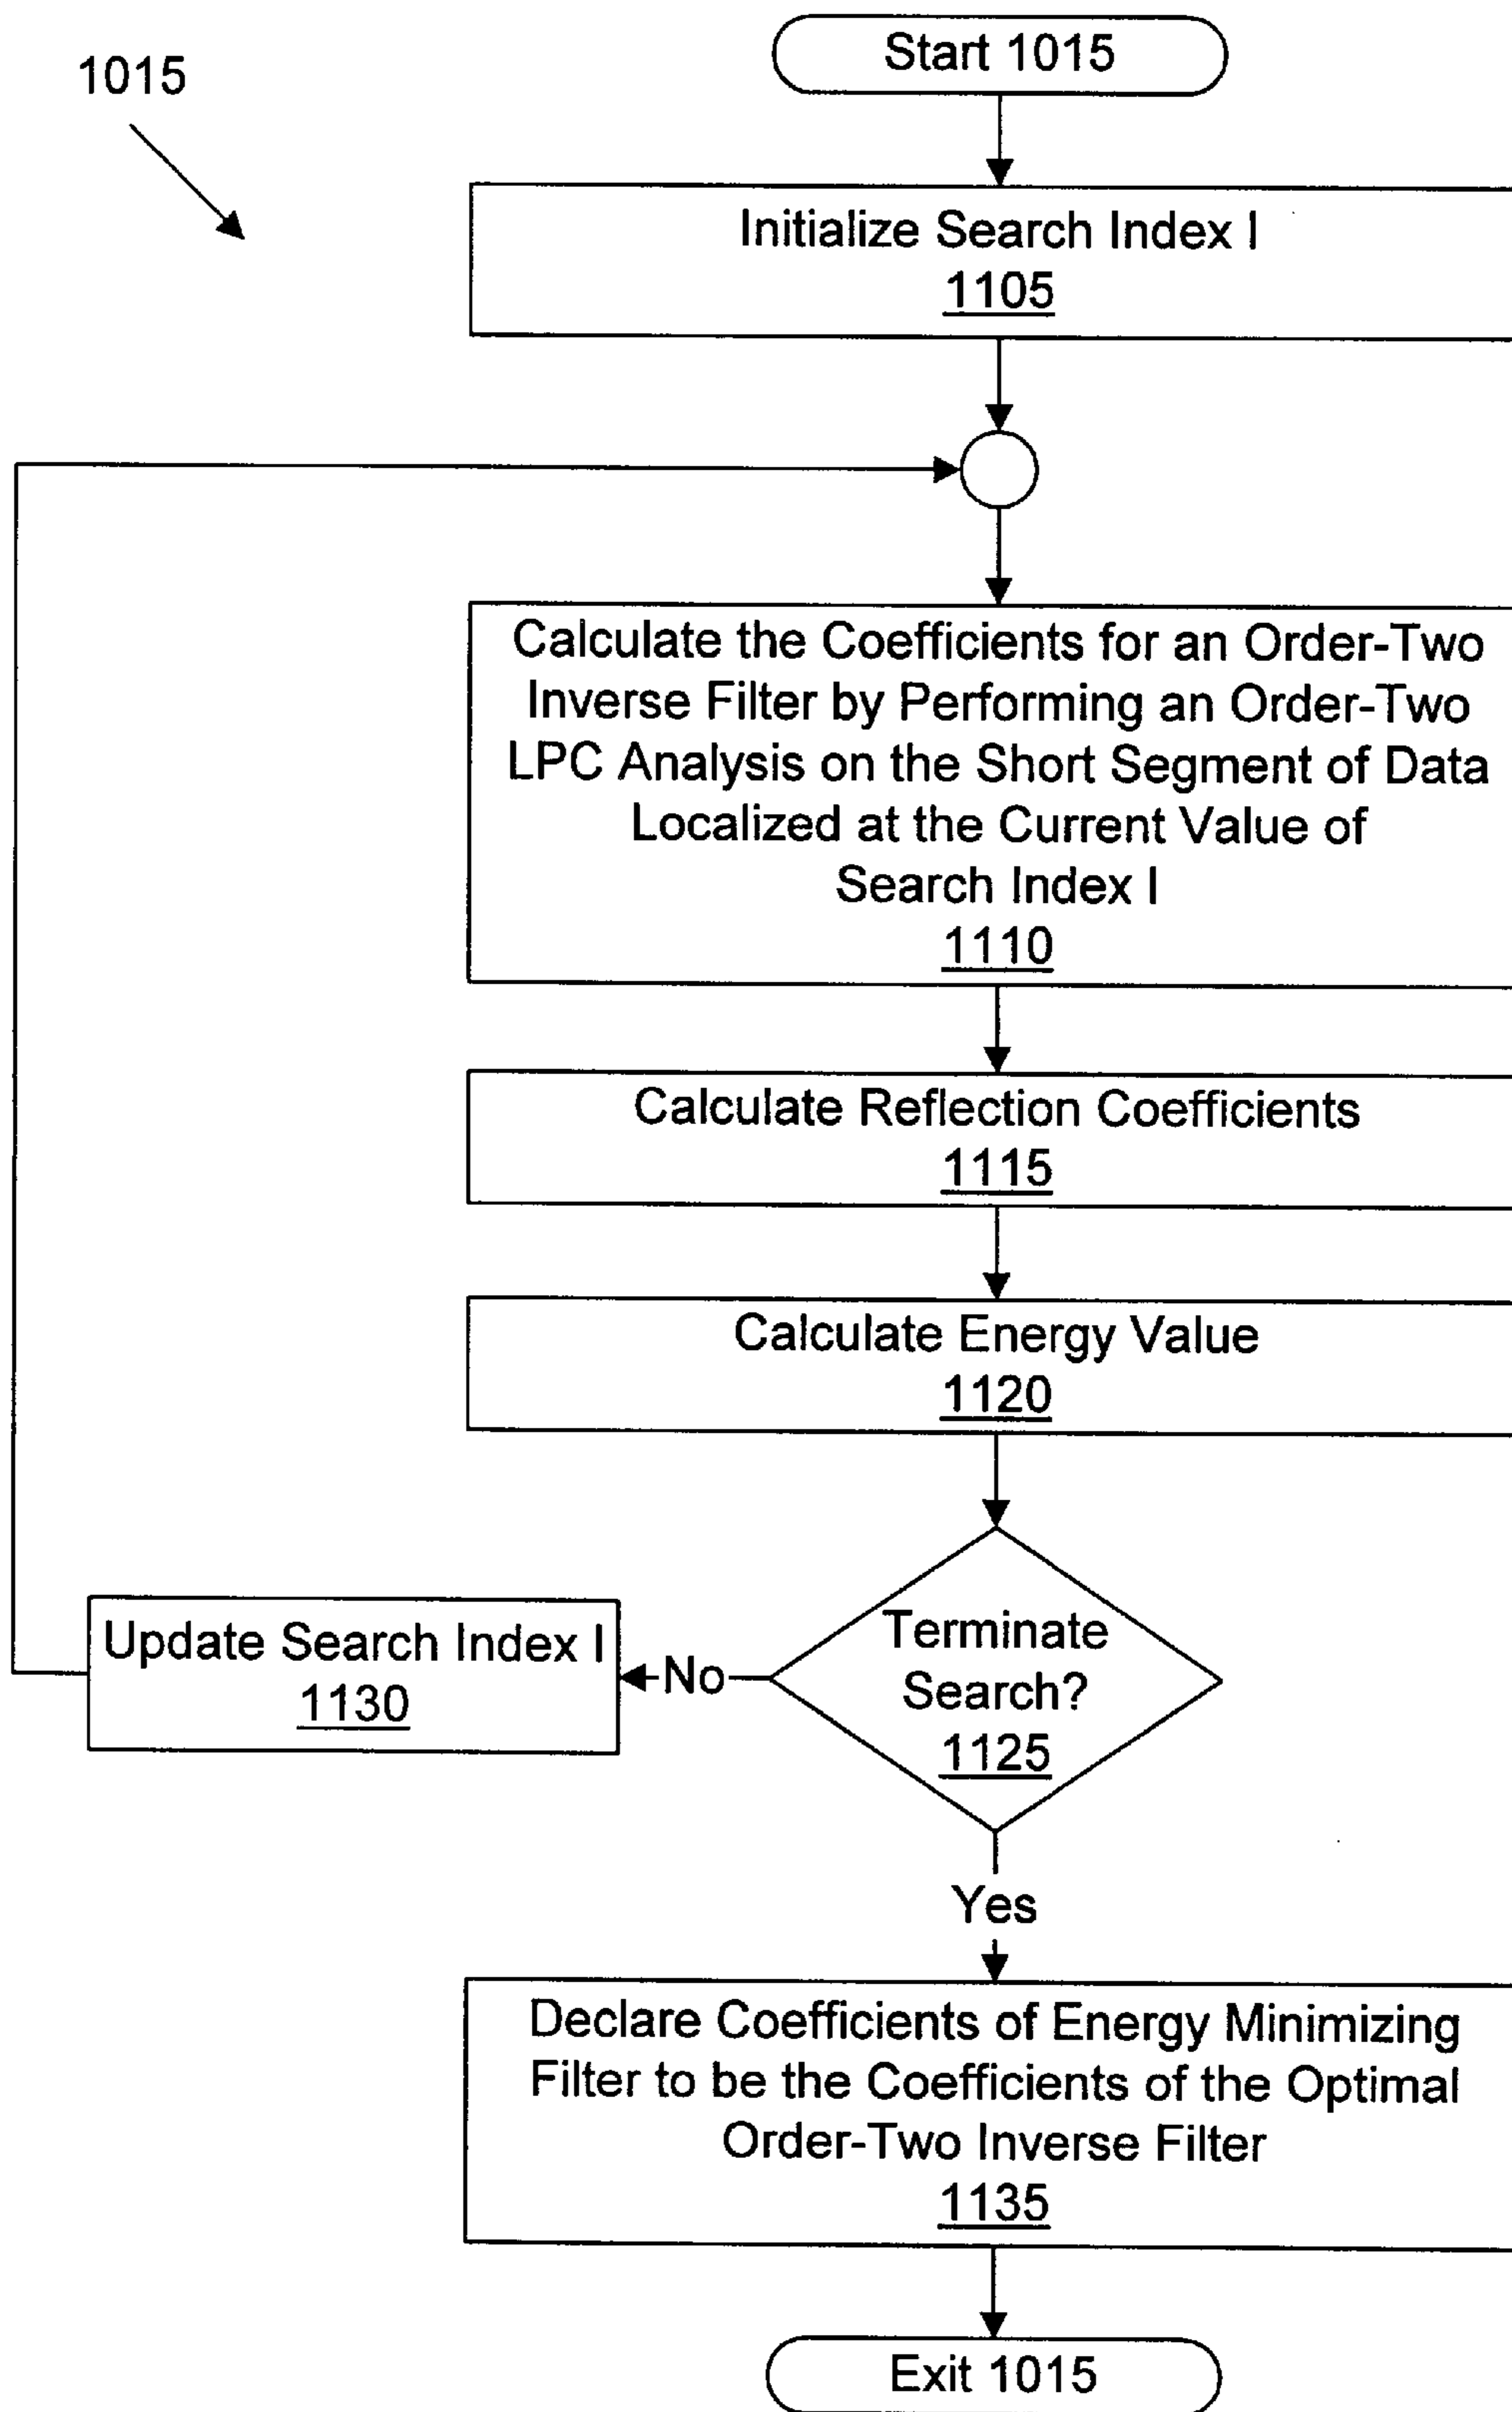 Start 1015
1015
Initialize Search Index I
1105
Calculate the Coefficients for an Order-Two
Inverse Filter by Performing an Order-Two
LPC Analysis on the Short Segment of Data
Localized at the Current Value of
Search Index I
1110
Calculate Reflection Coefficients
1115
Calculate Energy Value
1120
Terminate
Search?
1125
No
Update Search Index I
1130
Yes
Declare Coefficients of Energy Minimizing
Filter to be the Coefficients of the Optimal
Order-Two Inverse Filter
1135
Exit 1015